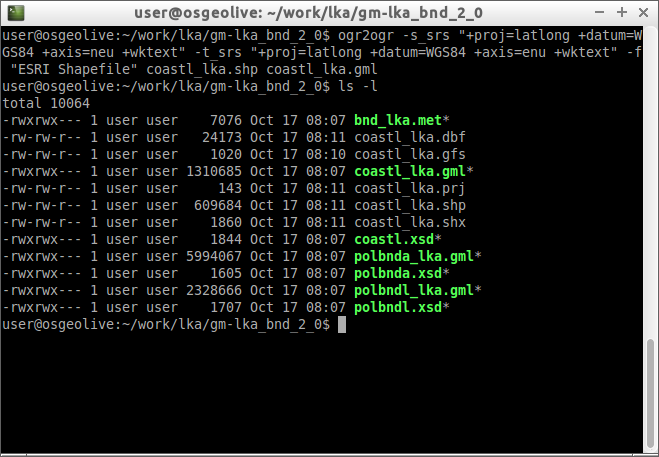 user@osgeolive: ~/work/lka/gm-lka_bnd_2_0
user@osgeolive:~/work/lka/gm-lka_bnd_2_0$ ogr2ogr -s_srs "+proj=latlong +datum=W
GS84 +axis=neu +wktext" -t_srs "+proj=latlong +datum=WGS84 +axis=enu +wktext" -f
 "ESRI Shapefile" coastl_lka.shp coastl_lka.gml
user@osgeolive:~/work/lka/gm-lka_bnd_2_0$ ls -l
total 10064
-rwxrwx--- 1 user user    7076 Oct 17 08:07 bnd_lka.met*
-rw-rw-r-- 1 user user   24173 Oct 17 08:11 coastl_lka.dbf
-rw-rw-r-- 1 user user    1020 Oct 17 08:10 coastl_lka.gfs
-rwxrwx--- 1 user user 1310685 Oct 17 08:07 coastl_lka.gml*
-rw-rw-r-- 1 user user     143 Oct 17 08:11 coastl_lka.prj
-rw-rw-r-- 1 user user  609684 Oct 17 08:11 coastl_lka.shp
-rw-rw-r-- 1 user user    1860 Oct 17 08:11 coastl_lka.shx
-rwxrwx--- 1 user user    1844 Oct 17 08:07 coastl.xsd*
-rwxrwx--- 1 user user 5994067 Oct 17 08:07 polbnda_lka.gml*
-rwxrwx--- 1 user user    1605 Oct 17 08:07 polbnda.xsd*
-rwxrwx--- 1 user user 2328666 Oct 17 08:07 polbndl_lka.gml*
-rwxrwx--- 1 user user    1707 Oct 17 08:07 polbndl.xsd*
user@osgeolive:~/work/lka/gm-lka_bnd_2_0$